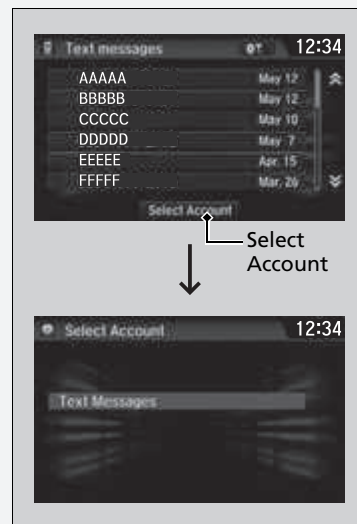 Text messages 12:34
AAAAA May 12
BBBBB May 12
CCCCC May 10
DDDDD May 7
EEEEE Apr. 15
FFFFF Mar. 26
Select Account
Select
Account
Select Account 12:34
Text Messages